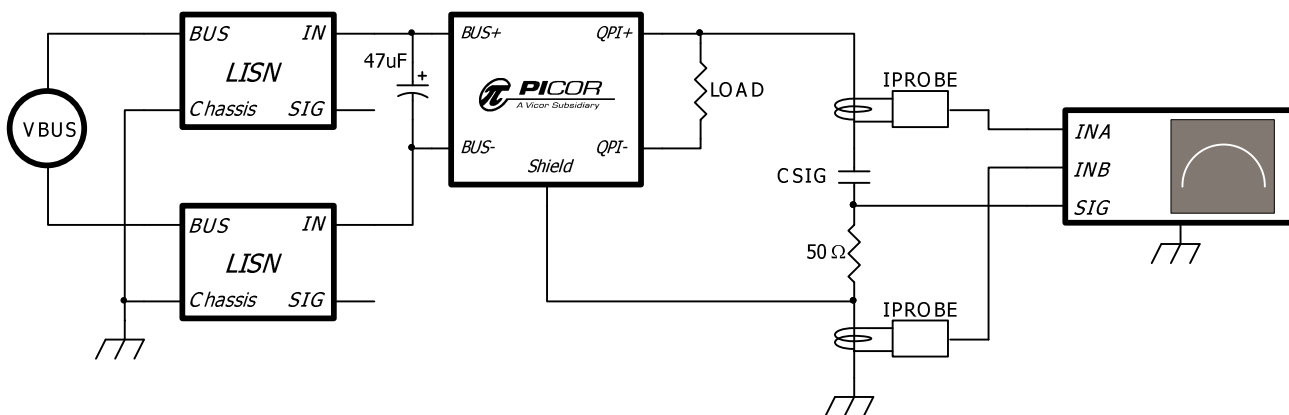 BUS IN
LISN
Chassis SIG
VBUS
47uF
+
BUS+ QPI+
π PICOR
A Vicor Subsidiary
BUS- QPI-
Shield
LOAD
IPROBE
CSIG
INA
INB
SIG
50 Ω
BUS IN
LISN
Chassis SIG
IPROBE